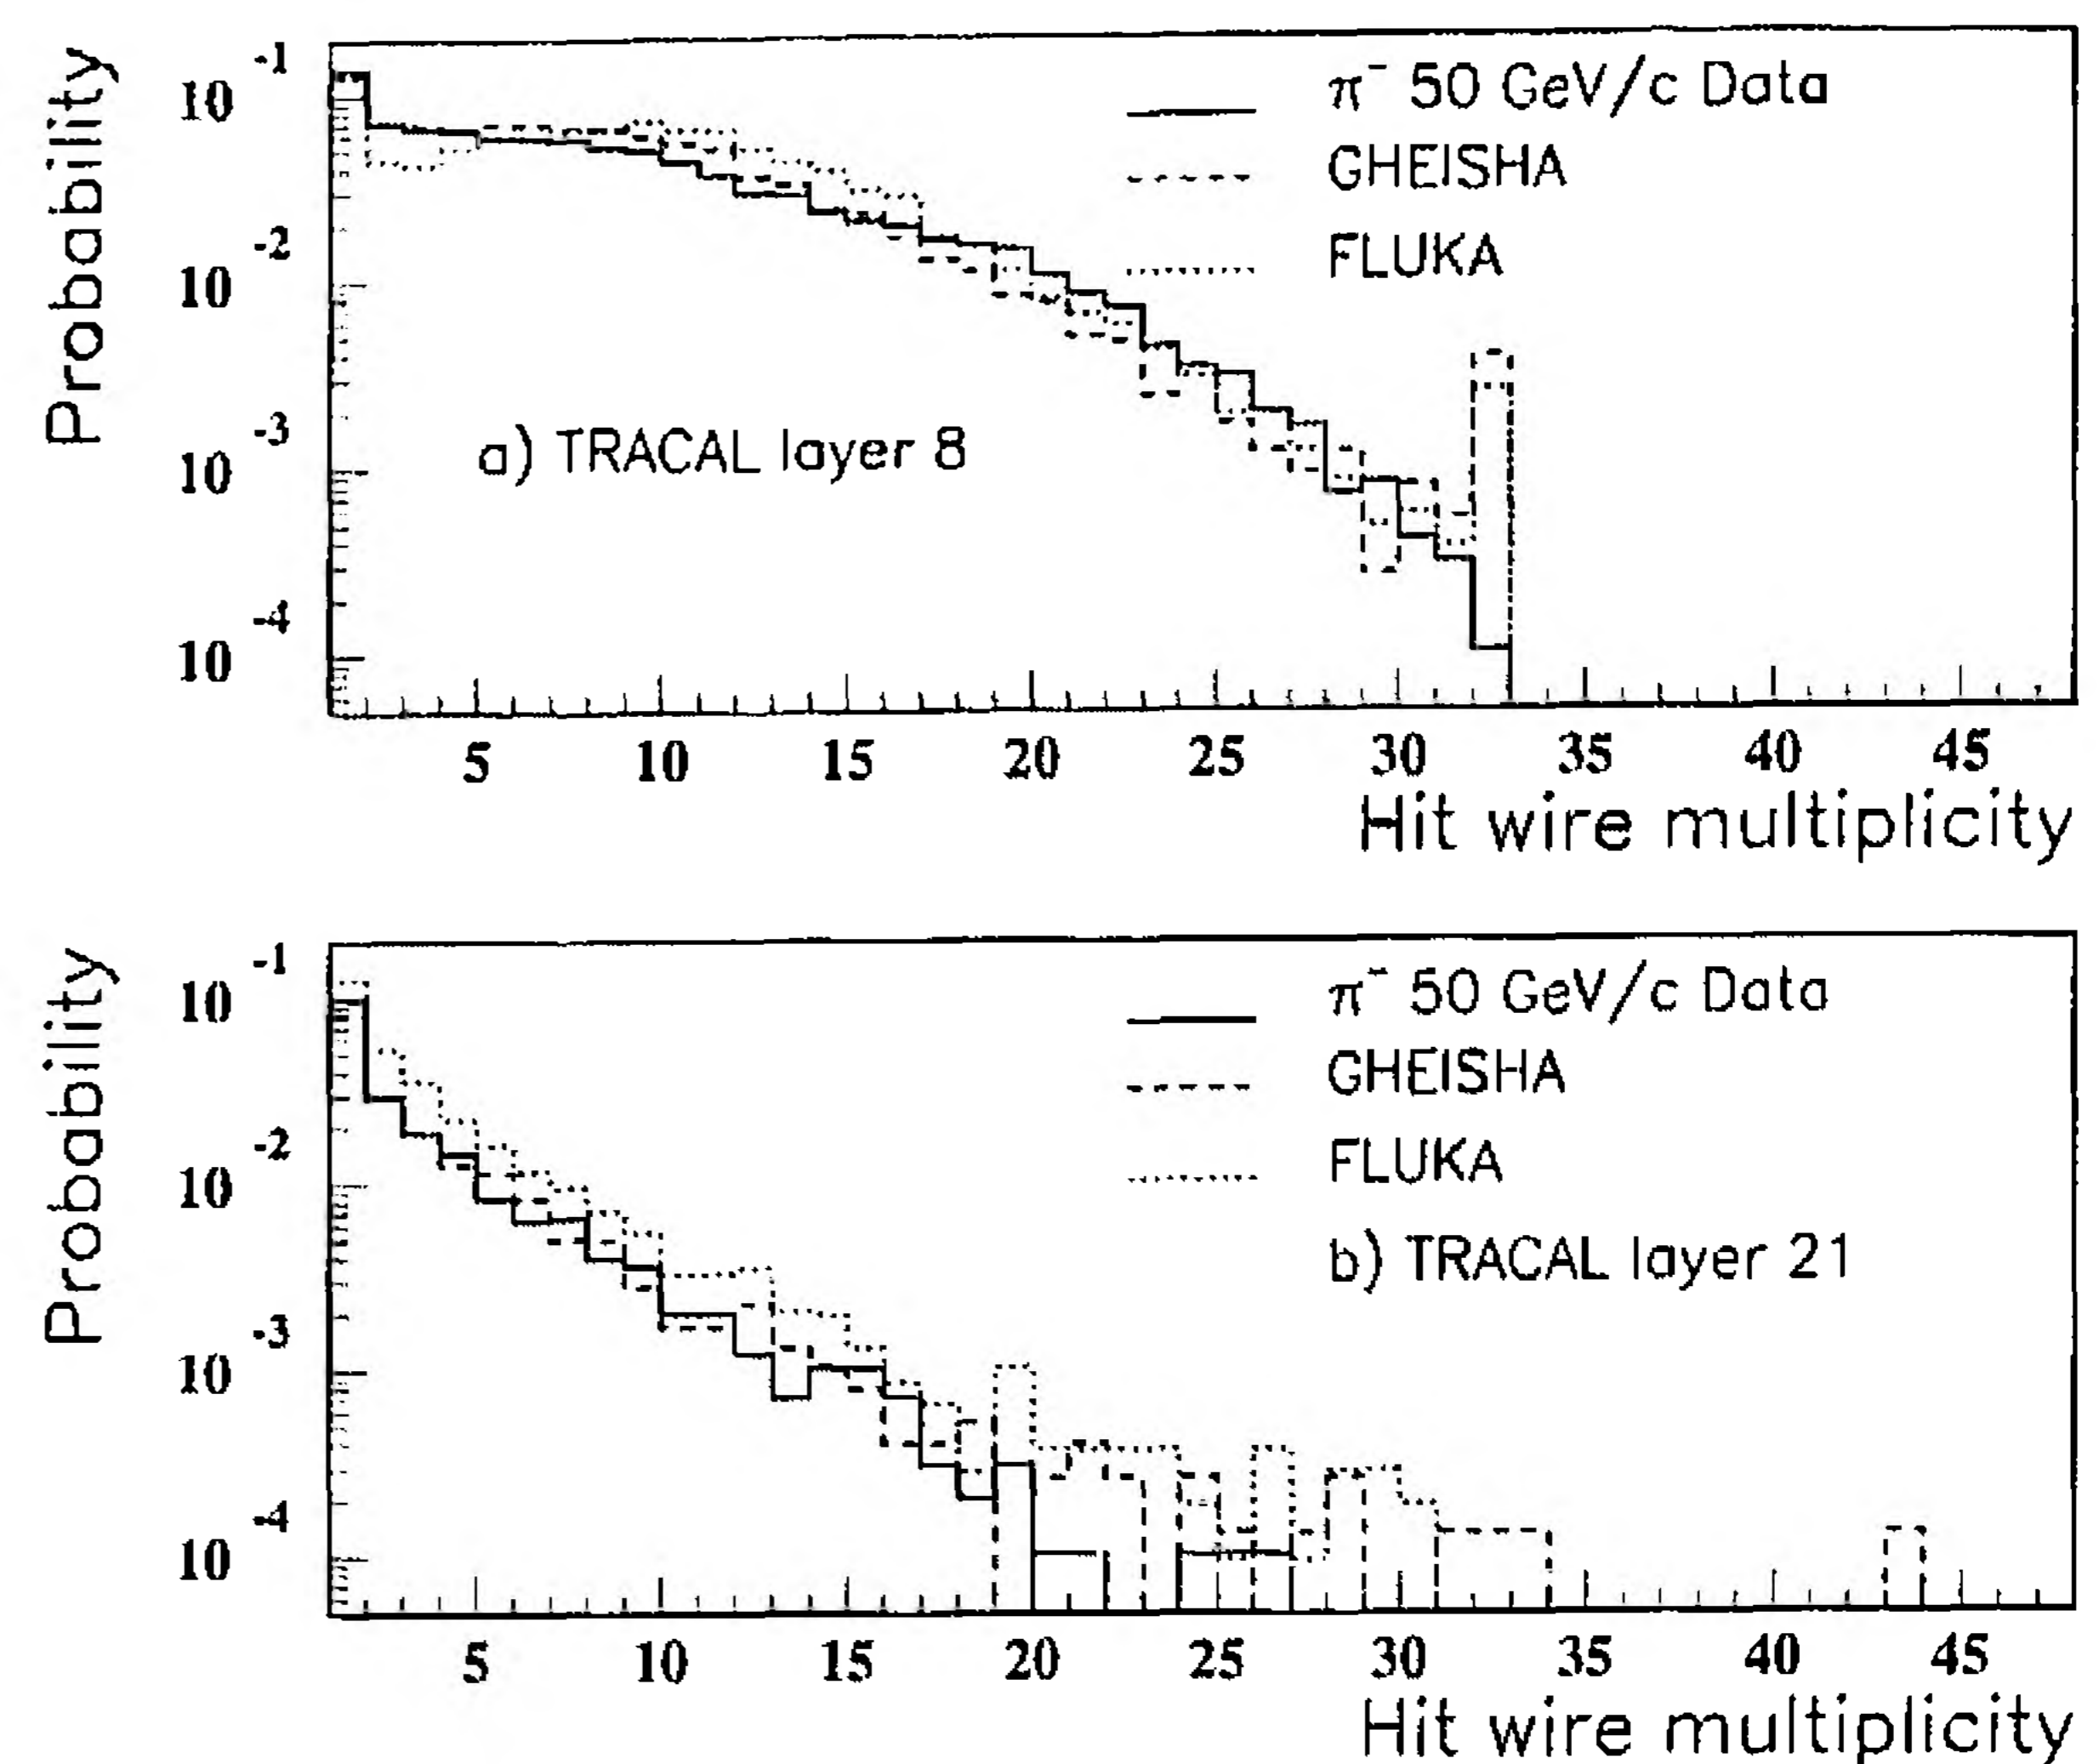 Probability
10 -1
10 -2
10 -3
10 -4
π⁻ 50 GeV/c Data
GHEISHA
FLUKA
a) TRACAL layer 8
5 10 15 20 25 30 35 40 45
Hit wire multiplicity
Probability
10 -1
10 -2
10 -3
10 -4
π⁻ 50 GeV/c Data
GHEISHA
FLUKA
b) TRACAL layer 21
5 10 15 20 25 30 35 40 45
Hit wire multiplicity